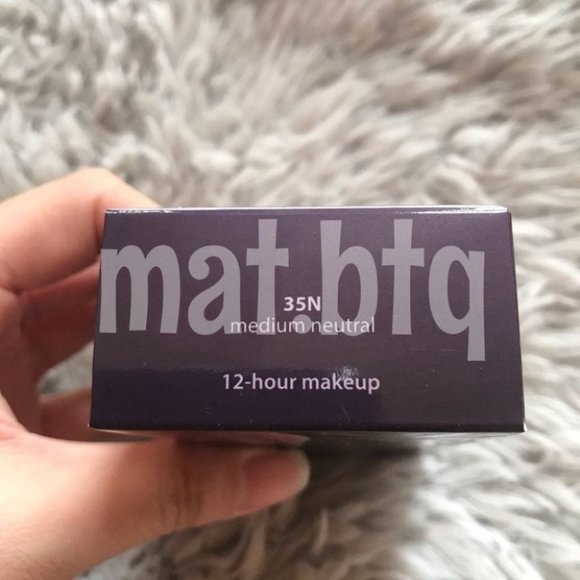 mat.btq
35N
medium neutral
12-hour makeup